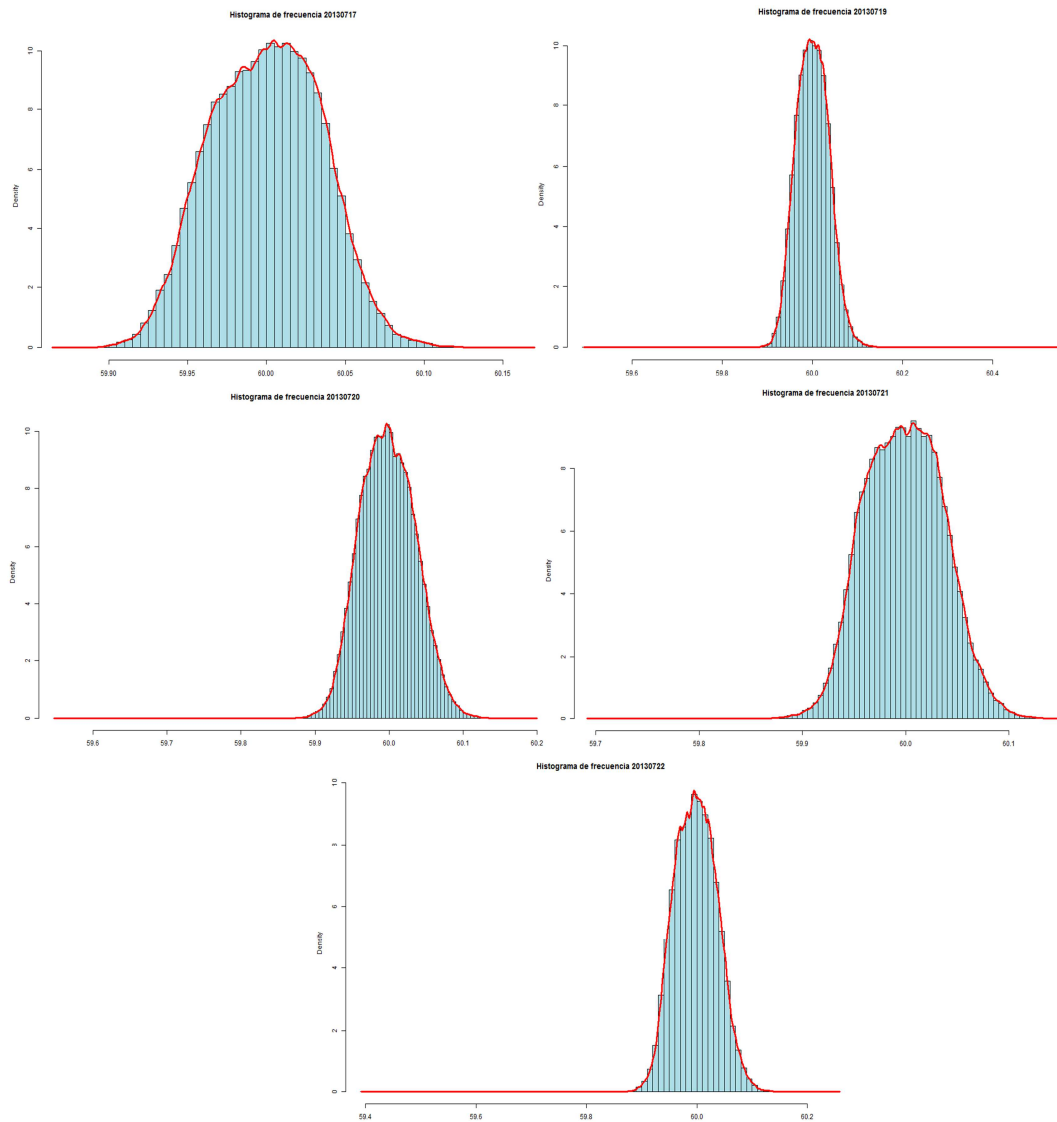 Histograma de frecuencia 20130717
Density
0 2 4 6 8 10
59.90 59.95 60.00 60.05 60.10 60.15
Histograma de frecuencia 20130719
Density
0 2 4 6 8 10
59.6 59.8 60.0 60.2 60.4
Histograma de frecuencia 20130720
Density
0 2 4 6 8 10
59.6 59.7 59.8 59.9 60.0 60.1 60.2
Histograma de frecuencia 20130721
Density
0 2 4 6 8
59.7 59.8 59.9 60.0 60.1
Histograma de frecuencia 20130722
Density
0 2 4 6 8 10
59.4 59.6 59.8 60.0 60.2